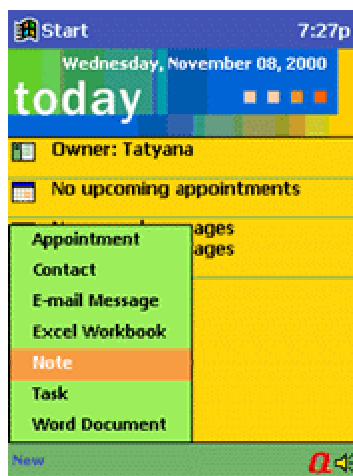 Start 7:27p
Wednesday, November 08, 2000
today
Owner: Tatyana
No upcoming appointments
ages
ages
Appointment
Contact
E-mail Message
Excel Workbook
Note
Task
Word Document
New